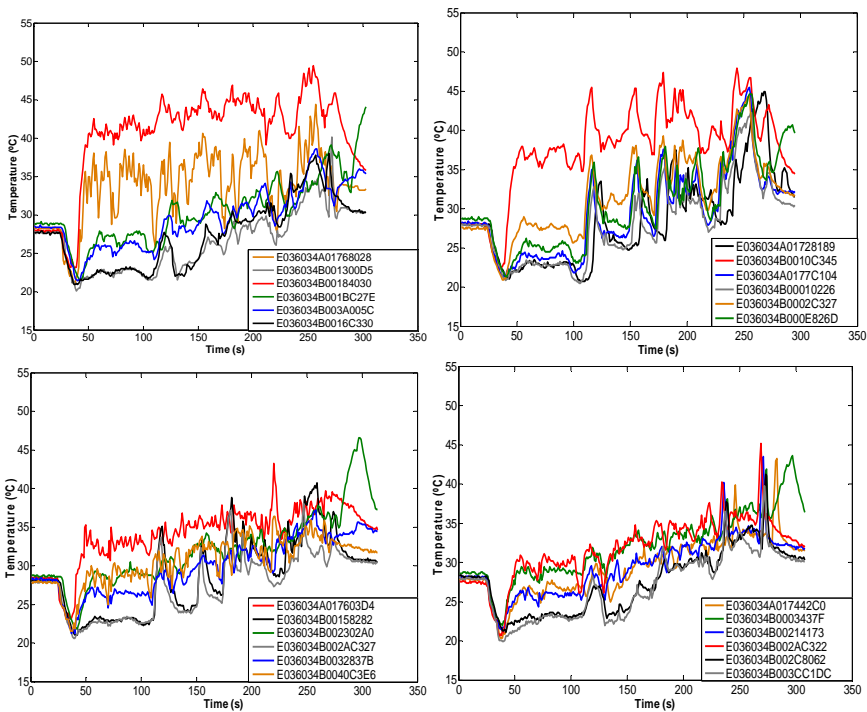 55
50
45
40
35
30
25
20
15
Temperature (ºC)
0 50 100 150 200 250 300 350
Time (s)
E036034A01768028
E036034B001300D5
E036034B00184030
E036034B001BC27E
E036034B003A005C
E036034B0016C330
55
50
45
40
35
30
25
20
15
Temperature (ºC)
0 50 100 150 200 250 300 350
Time (s)
E036034A01728189
E036034B0010C345
E036034A0177C104
E036034B00010226
E036034B0002C327
E036034B000E826D
55
50
45
40
35
30
25
20
15
Temperature (ºC)
0 50 100 150 200 250 300 350
Time (s)
E036034A017603D4
E036034B00158282
E036034B002302A0
E036034B002AC327
E036034B0032837B
E036034B0040C3E6
55
50
45
40
35
30
25
20
15
Temperature (ºC)
0 50 100 150 200 250 300 350
Time (s)
E036034A017442C0
E036034B0003437F
E036034B00214173
E036034B002AC322
E036034B002C8062
E036034B003CC1DC